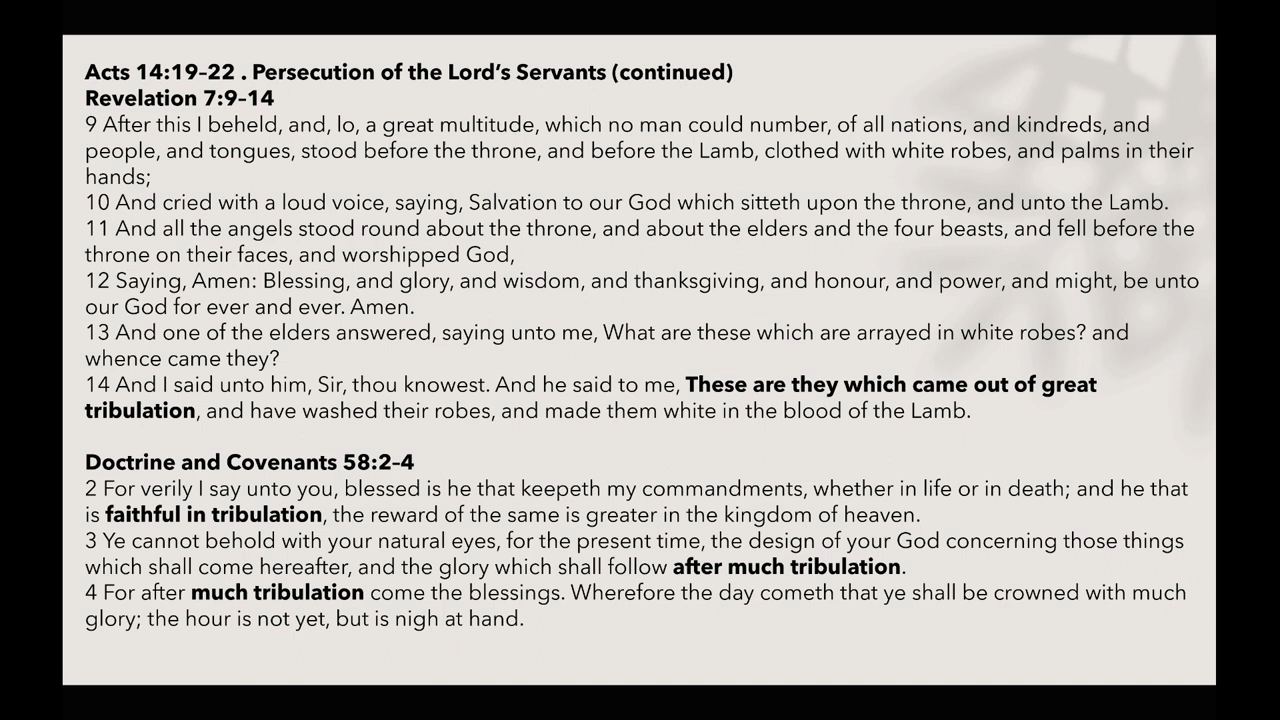 Acts 14:19–22 . Persecution of the Lord’s Servants (continued)
Revelation 7:9–14
9 After this I beheld, and, lo, a great multitude, which no man could number, of all nations, and kindreds, and
people, and tongues, stood before the throne, and before the Lamb, clothed with white robes, and palms in their
hands;
10 And cried with a loud voice, saying, Salvation to our God which sitteth upon the throne, and unto the Lamb.
11 And all the angels stood round about the throne, and about the elders and the four beasts, and fell before the
throne on their faces, and worshipped God,
12 Saying, Amen: Blessing, and glory, and wisdom, and thanksgiving, and honour, and power, and might, be unto
our God for ever and ever. Amen.
13 And one of the elders answered, saying unto me, What are these which are arrayed in white robes? and
whence came they?
14 And I said unto him, Sir, thou knowest. And he said to me, These are they which came out of great
tribulation, and have washed their robes, and made them white in the blood of the Lamb.
Doctrine and Covenants 58:2–4
2 For verily I say unto you, blessed is he that keepeth my commandments, whether in life or in death; and he that
is faithful in tribulation, the reward of the same is greater in the kingdom of heaven.
3 Ye cannot behold with your natural eyes, for the present time, the design of your God concerning those things
which shall come hereafter, and the glory which shall follow after much tribulation.
4 For after much tribulation come the blessings. Wherefore the day cometh that ye shall be crowned with much
glory; the hour is not yet, but is nigh at hand.